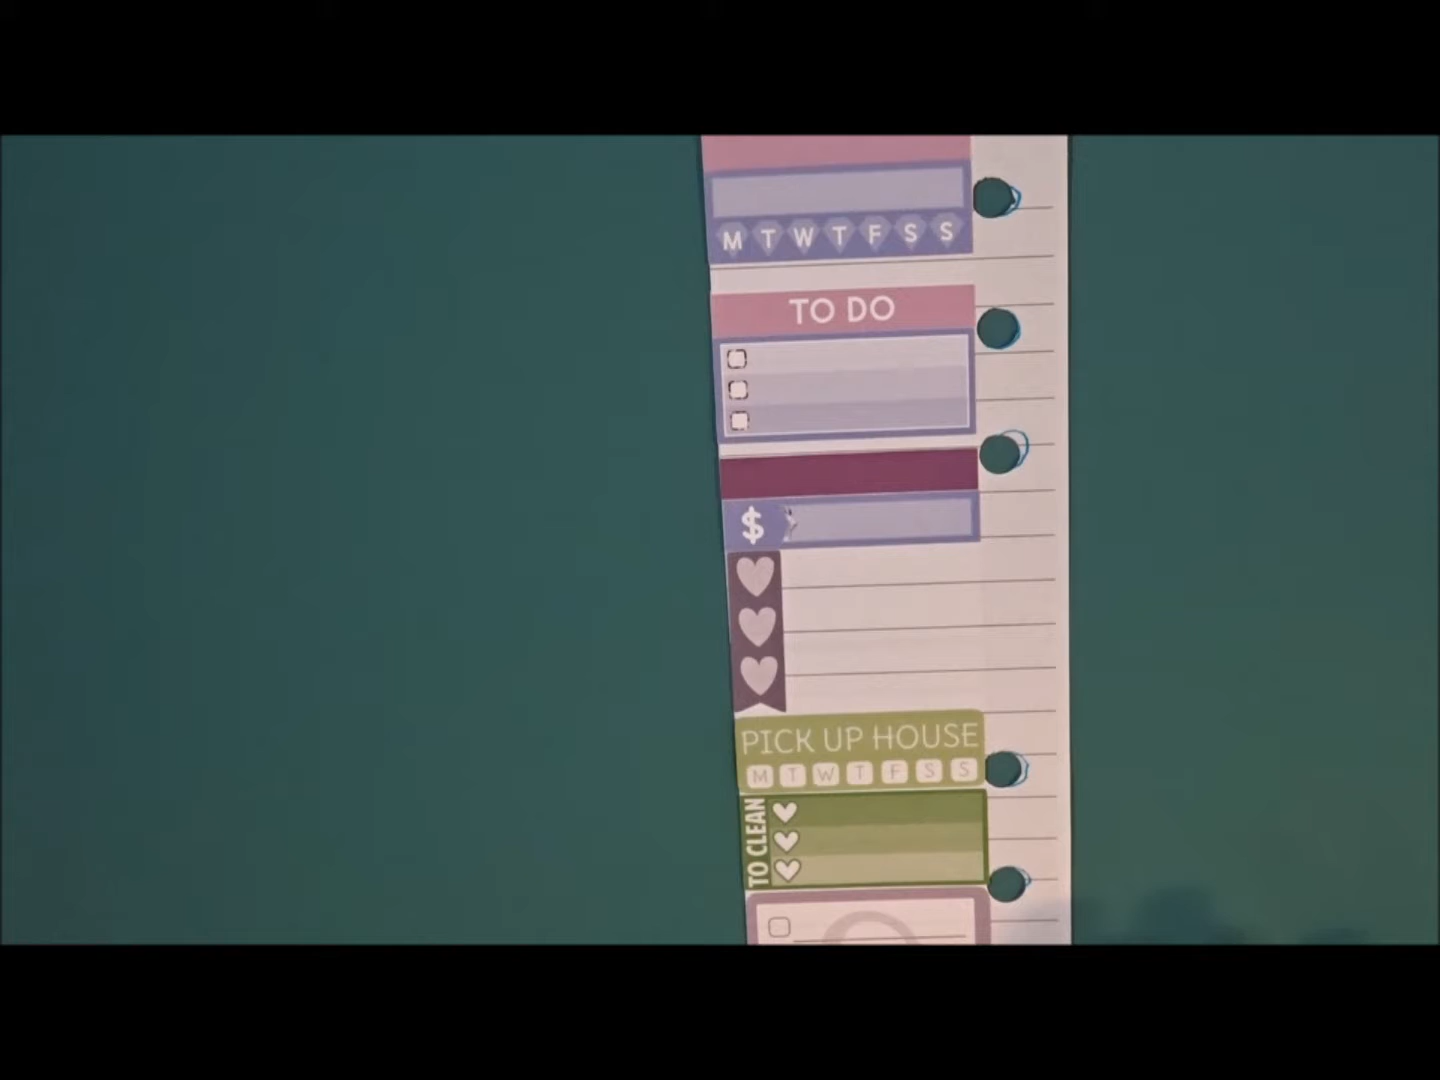 M T W T F S S
TO DO
$
PICK UP HOUSE
M T W T F S S
TO CLEAN